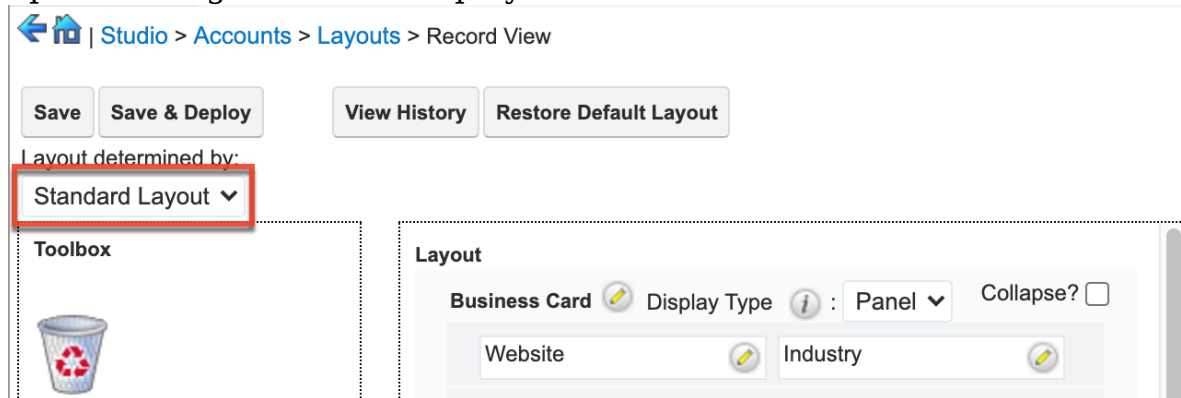 | Studio > Accounts > Layouts > Record View
Save Save & Deploy View History Restore Default Layout
Layout determined by:
Standard Layout
Toolbox
Layout
Business Card Display Type i : Panel Collapse?
Website Industry